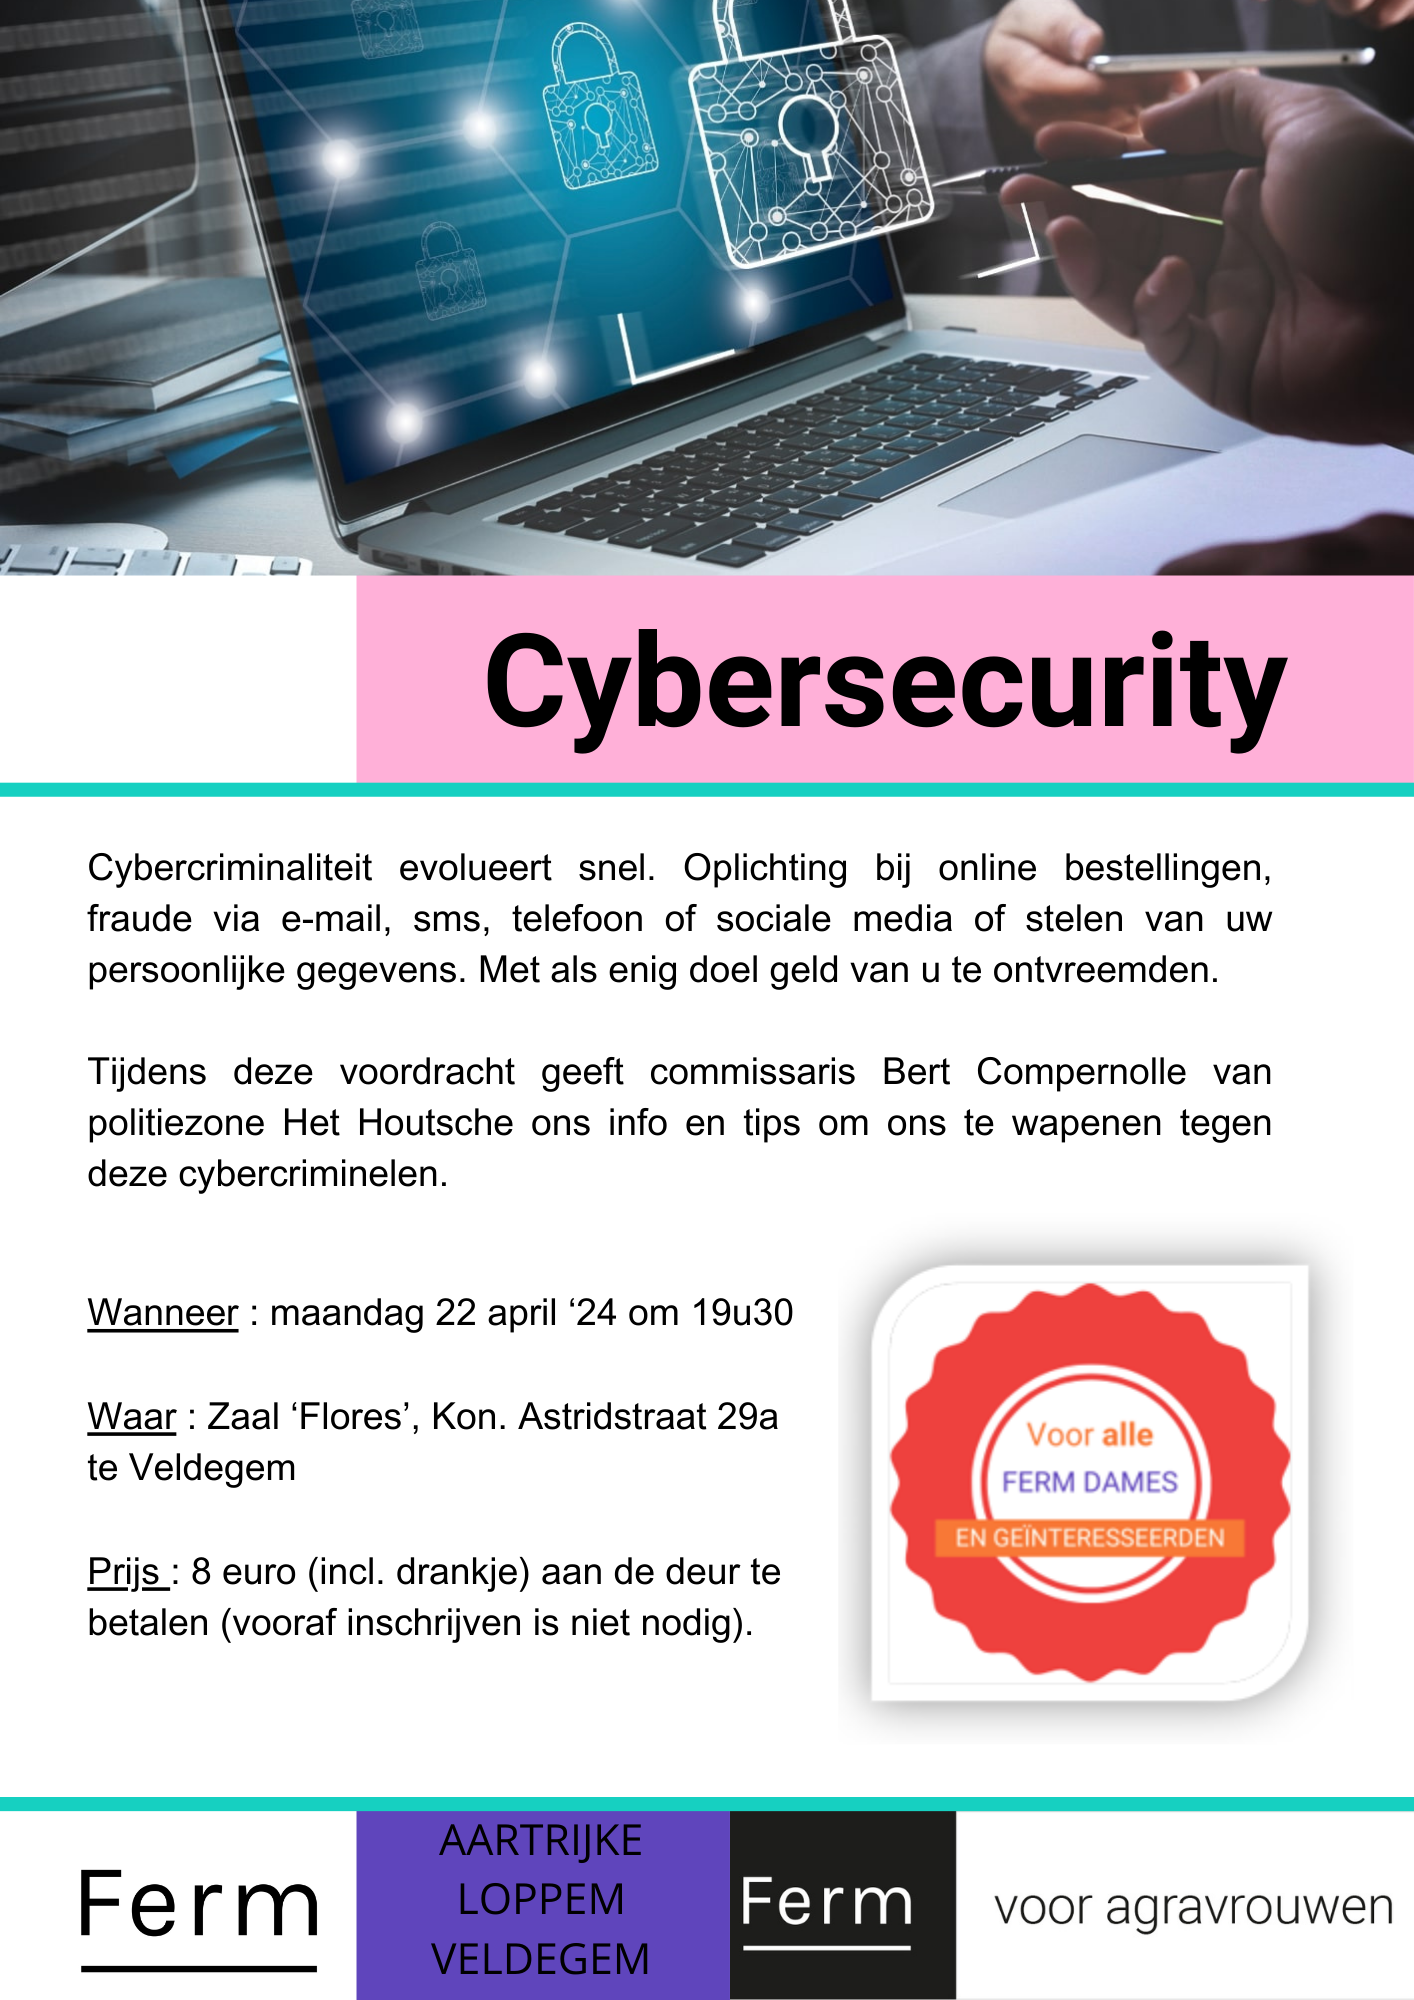 Cybersecurity
Cybercriminaliteit evolueert snel. Oplichting bij online bestellingen,
fraude via e-mail, sms, telefoon of sociale media of stelen van uw
persoonlijke gegevens. Met als enig doel geld van u te ontvreemden.
Tijdens deze voordracht geeft commissaris Bert Compernolle van
politiezone Het Houtsche ons info en tips om ons te wapenen tegen
deze cybercriminelen.
Wanneer : maandag 22 april ‘24 om 19u30
Waar : Zaal ‘Flores’, Kon. Astridstraat 29a
te Veldegem
Prijs : 8 euro (incl. drankje) aan de deur te
betalen (vooraf inschrijven is niet nodig).
Voor alle
FERM DAMES
EN GEÏNTERESSEERDEN
Ferm
AARTRIJKE
LOPPEM
VELDEGEM
Ferm
voor agravrouwen